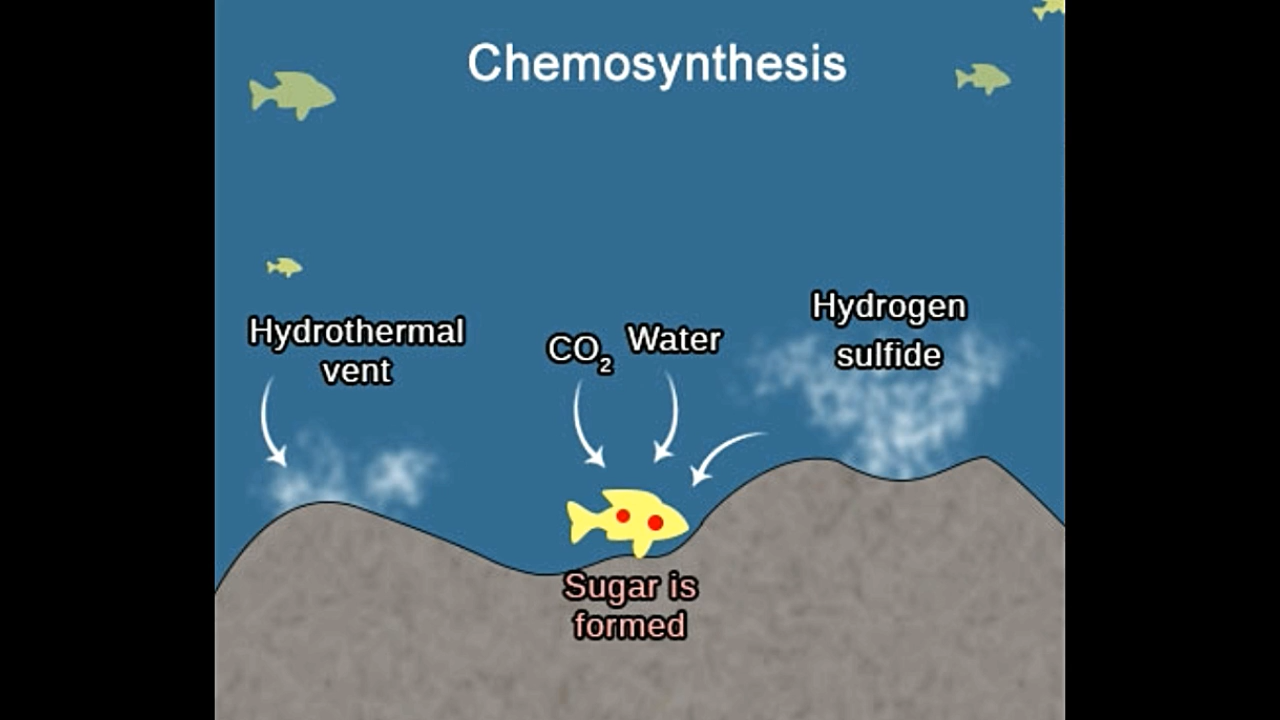 Chemosynthesis
Hydrothermal
vent
CO₂
Water
Hydrogen
sulfide
Sugar is
formed